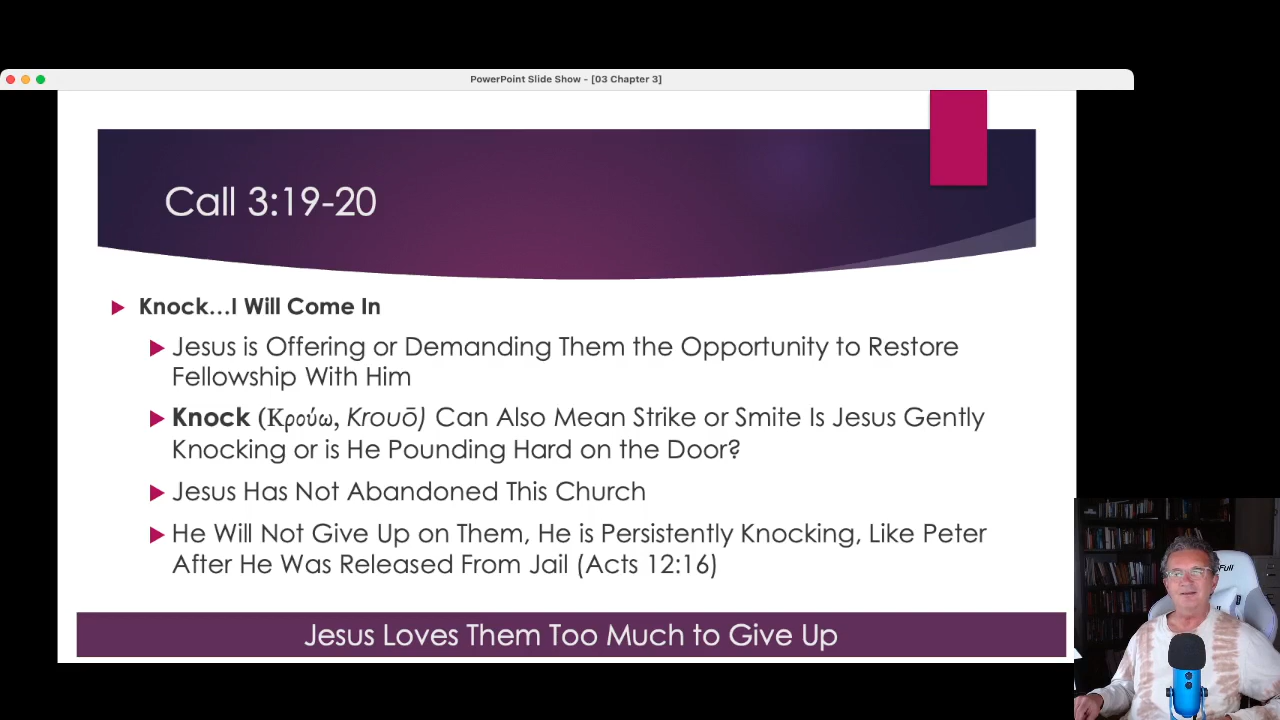 PowerPoint Slide Show - [03 Chapter 3]
Call 3:19-20
Knock...I Will Come In
Jesus is Offering or Demanding Them the Opportunity to Restore
Fellowship With Him
Knock (Κρούω, Krouō) Can Also Mean Strike or Smite Is Jesus Gently
Knocking or is He Pounding Hard on the Door?
Jesus Has Not Abandoned This Church
He Will Not Give Up on Them, He is Persistently Knocking, Like Peter
After He Was Released From Jail (Acts 12:16)
Jesus Loves Them Too Much to Give Up